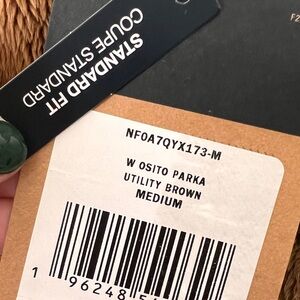 STANDARD FIT
COUPE STANDARD
NF0A7QYX173-M
W OSITO PARKA
UTILITY BROWN
MEDIUM
1 96248